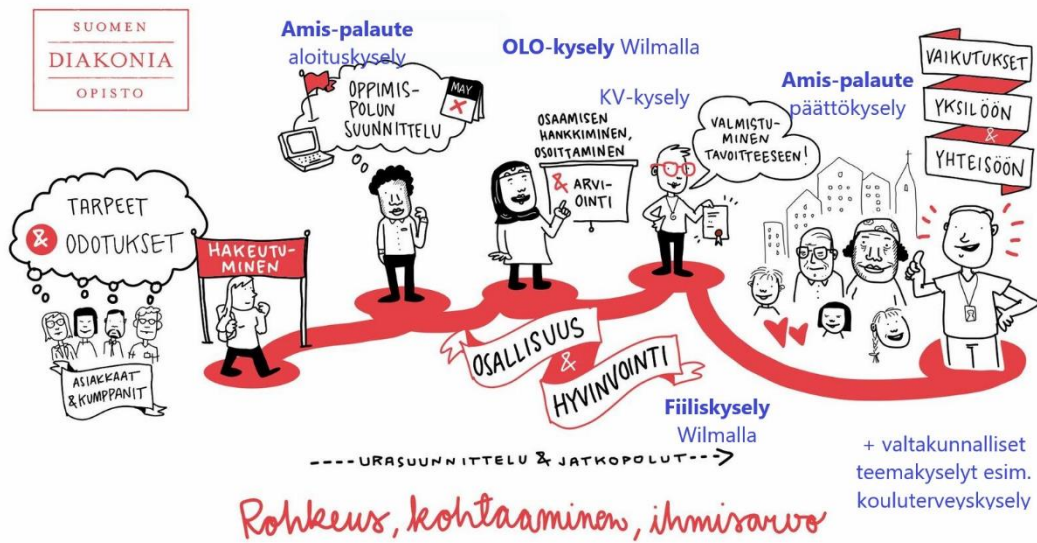 SUOMEN
DIAKONIA
OPISTO
TARPEET
& ODOTUKSET
ASIAKKAAT
& KUMPPANIT
HAKEUTU-
MINEN
Amis-palaute
aloituskysely
OPPIMIS-
POLUN
SUUNNITTELU
MAY
OLO-kysely Wilmalla
KV-kysely
OSAAMISEN
HANKKIMINEN,
OSOITTAMINEN
& ARVI-
OINTI
VALMISTU-
MINEN
TAVOITTEESEEN!
Amis-palaute
päättökysely
VAIKUTUKSET
YKSILÖÖN
&
YHTEISÖÖN
OSALLISUUS
&
HYVINVOINTI
Fiiliskysely
Wilmalla
URASUUNNITTELU & JATKOPOLUT
+ valtakunnalliset
teemakyselyt esim.
kouluterveyskysely
Rohkeus, kohtaaminen, ihmisarvo